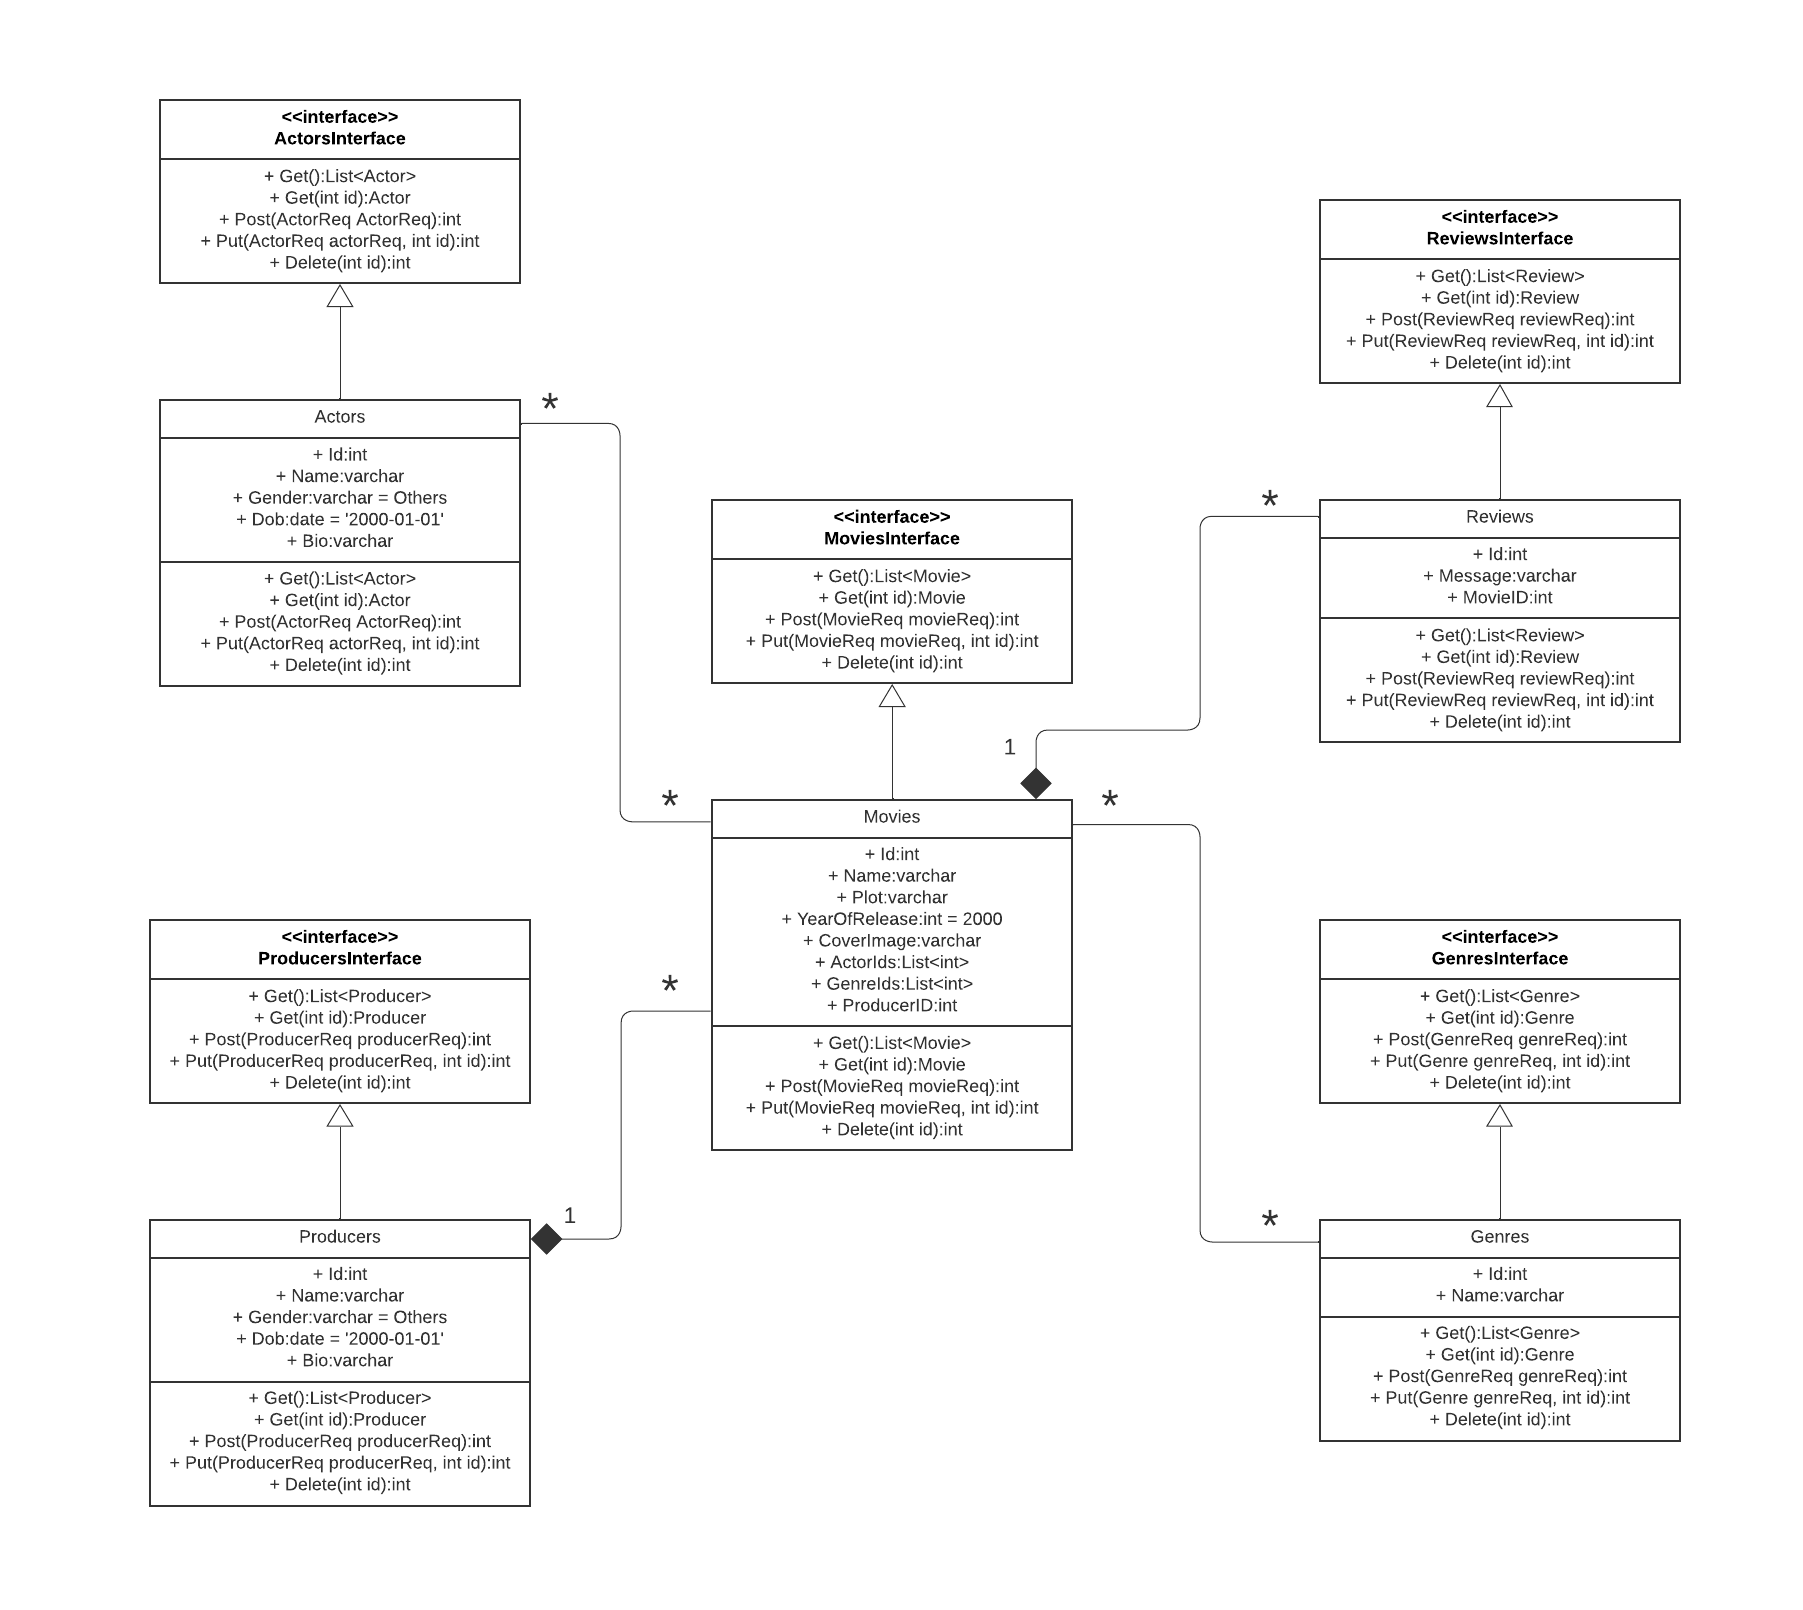 <<interface>>
ActorsInterface
+ Get():List<Actor>
+ Get(int id):Actor
+ Post(ActorReq ActorReq):int
+ Put(ActorReq actorReq, int id):int
+ Delete(int id):int
<<interface>>
ReviewsInterface
+ Get():List<Review>
+ Get(int id):Review
+ Post(ReviewReq reviewReq):int
+ Put(ReviewReq reviewReq, int id):int
+ Delete(int id):int
Actors
+ Id:int
+ Name:varchar
+ Gender:varchar = Others
+ Dob:date = '2000-01-01'
+ Bio:varchar
+ Get():List<Actor>
+ Get(int id):Actor
+ Post(ActorReq ActorReq):int
+ Put(ActorReq actorReq, int id):int
+ Delete(int id):int
*
*
<<interface>>
MoviesInterface
+ Get():List<Movie>
+ Get(int id):Movie
+ Post(MovieReq movieReq):int
+ Put(MovieReq movieReq, int id):int
+ Delete(int id):int
*
1
Reviews
+ Id:int
+ Message:varchar
+ MovieID:int
+ Get():List<Review>
+ Get(int id):Review
+ Post(ReviewReq reviewReq):int
+ Put(ReviewReq reviewReq, int id):int
+ Delete(int id):int
Movies
+ Id:int
+ Name:varchar
+ Plot:varchar
+ YearOfRelease:int = 2000
+ CoverImage:varchar
+ ActorIds:List<int>
+ GenreIds:List<int>
+ ProducerID:int
+ Get():List<Movie>
+ Get(int id):Movie
+ Post(MovieReq movieReq):int
+ Put(MovieReq movieReq, int id):int
+ Delete(int id):int
*
*
<<interface>>
ProducersInterface
+ Get():List<Producer>
+ Get(int id):Producer
+ Post(ProducerReq producerReq):int
+ Put(ProducerReq producerReq, int id):int
+ Delete(int id):int
*
1
<<interface>>
GenresInterface
+ Get():List<Genre>
+ Get(int id):Genre
+ Post(GenreReq genreReq):int
+ Put(Genre genreReq, int id):int
+ Delete(int id):int
Producers
+ Id:int
+ Name:varchar
+ Gender:varchar = Others
+ Dob:date = '2000-01-01'
+ Bio:varchar
+ Get():List<Producer>
+ Get(int id):Producer
+ Post(ProducerReq producerReq):int
+ Put(ProducerReq producerReq, int id):int
+ Delete(int id):int
Genres
+ Id:int
+ Name:varchar
+ Get():List<Genre>
+ Get(int id):Genre
+ Post(GenreReq genreReq):int
+ Put(Genre genreReq, int id):int
+ Delete(int id):int